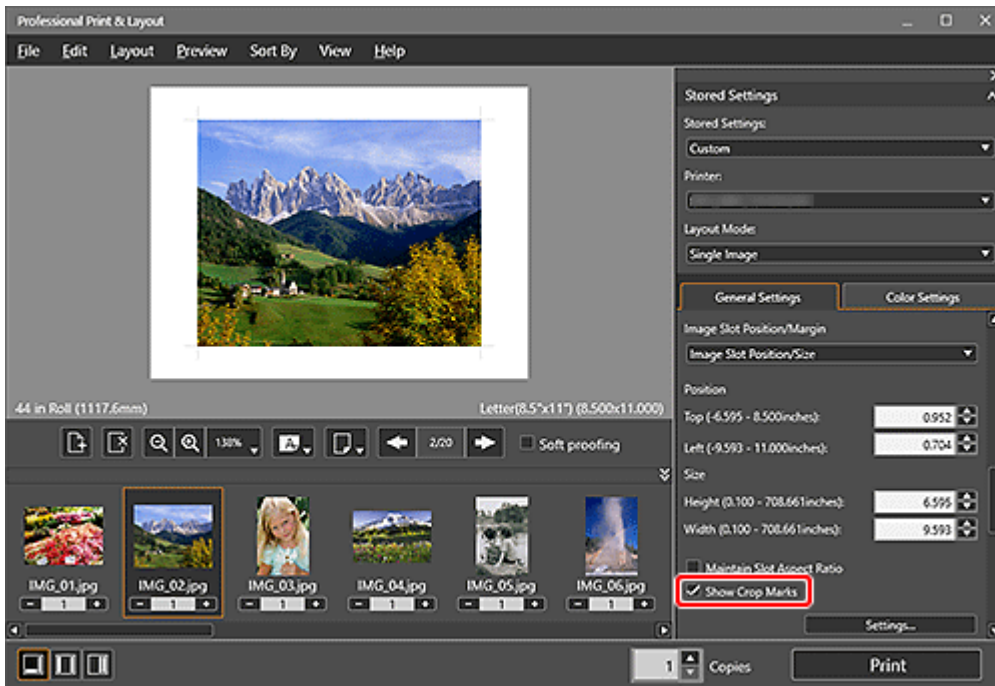 Professional Print & Layout
File Edit Layout Preview Sort By View Help
44 in Roll (1117.6mm) Letter(8.5"x11") (8.500x11.000)
138% A 2/20 Soft proofing
IMG_01.jpg IMG_02.jpg IMG_03.jpg IMG_04.jpg IMG_05.jpg IMG_06.jpg
- 1 + - 1 + - 1 + - 1 + - 1 + - 1 +
Stored Settings
Stored Settings:
Custom
Printer:
Layout Mode:
Single Image
General Settings Color Settings
Image Slot Position/Margin
Image Slot Position/Size
Position
Top (-6.595 - 8.500inches): 0.952
Left (-9.593 - 11.000inches): 0.704
Size
Height (0.100 - 708.661inches): 6.595
Width (0.100 - 708.661inches): 9.593
Maintain Slot Aspect Ratio
Show Crop Marks
Settings...
1 Copies Print